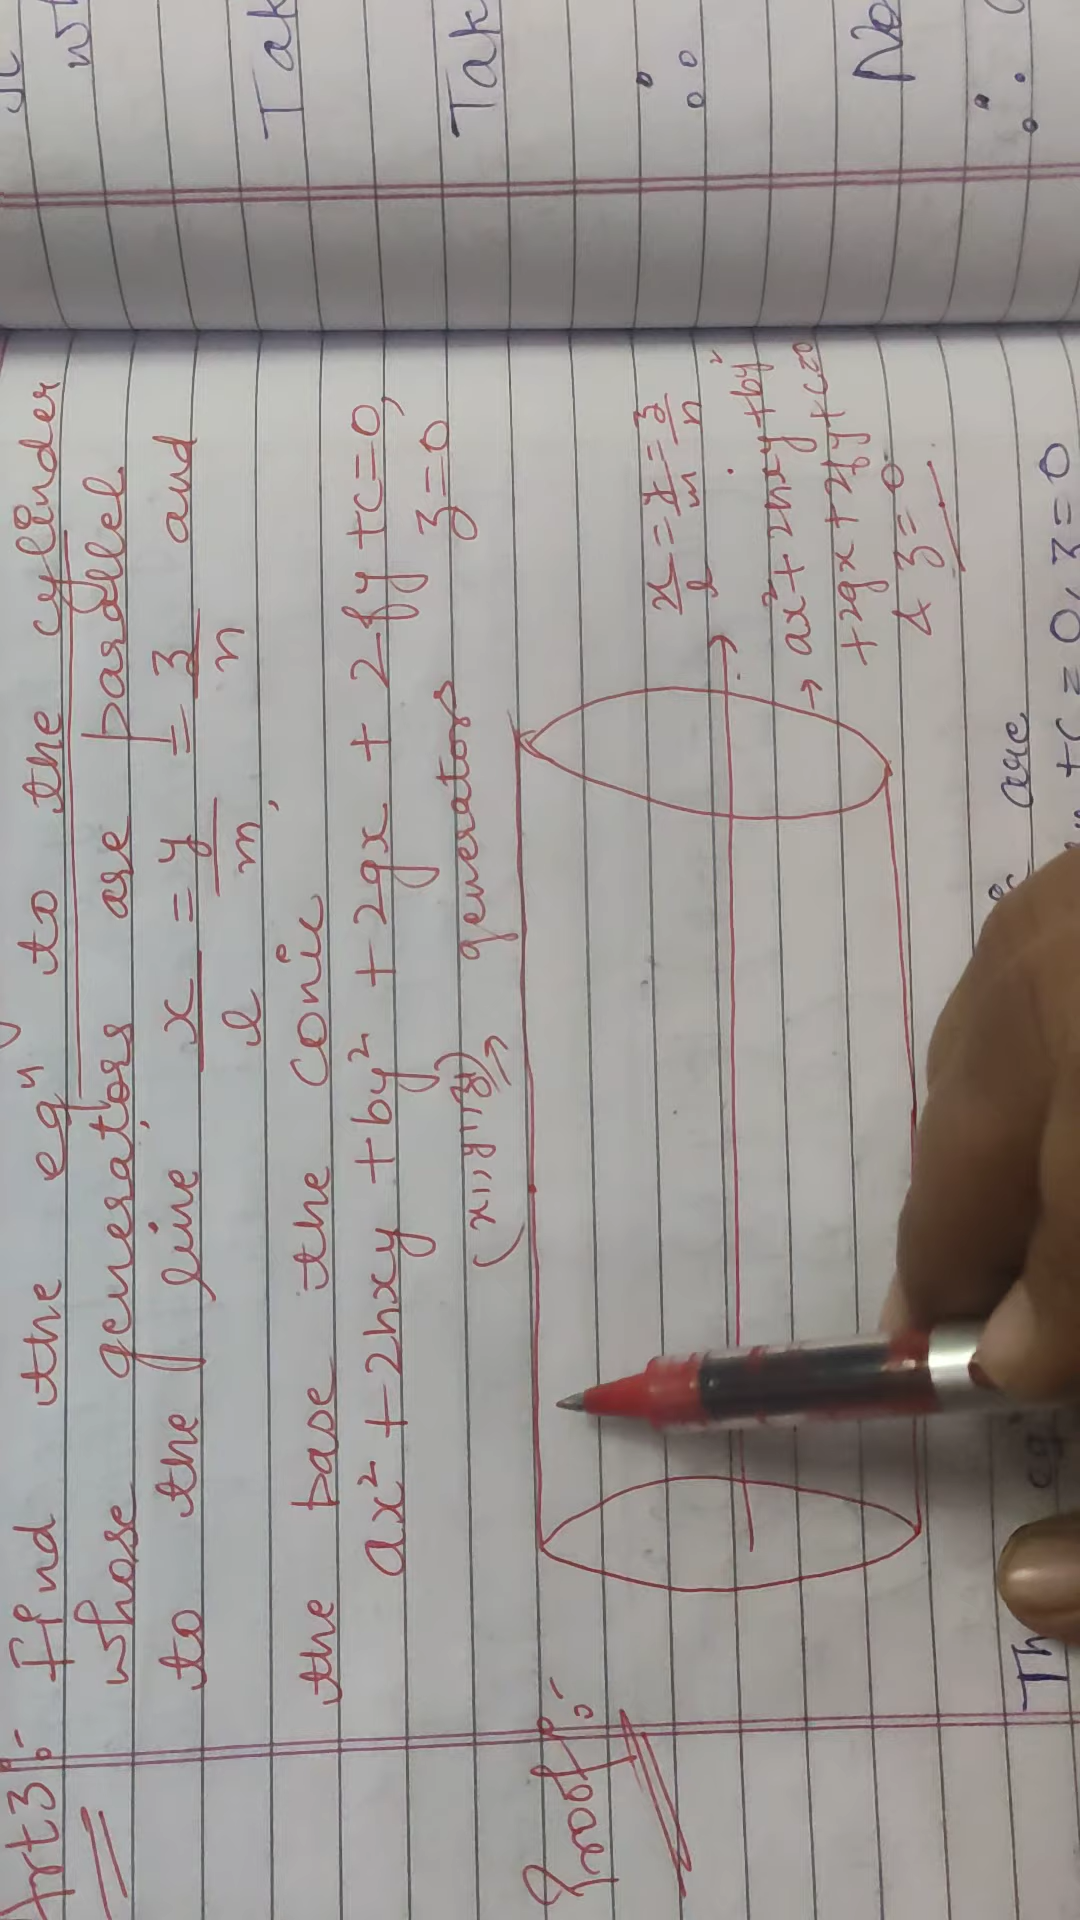 Art 3:- Find the eqⁿ to the cylinder
whose generators are parallel
to the line x/l = y/m = z/n, and
the base the conic
ax² + 2hxy + by² + 2gx + 2fy + c = 0,
z = 0
Proof:-
(x₁, y₁, z₁) generators
x/l = y/m = z/n
→ ax² + 2hxy + by²
+ 2gx + 2fy + c = 0
& z = 0
are
+ c = 0, z = 0
Tak
Tak
∴
No
∴